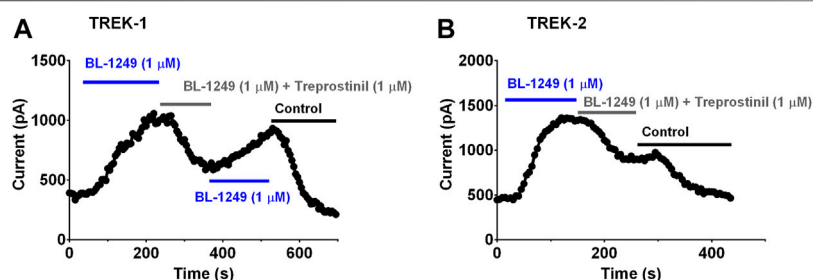 A
TREK-1
1500
1000
500
0
Current (pA)
BL-1249 (1 µM)
BL-1249 (1 µM) + Treprostinil (1 µM)
Control
BL-1249 (1 µM)
0 200 400 600
Time (s)
B
TREK-2
2000
1500
1000
500
0
Current (pA)
BL-1249 (1 µM)
BL-1249 (1 µM) + Treprostinil (1 µM)
Control
0 200 400
Time (s)